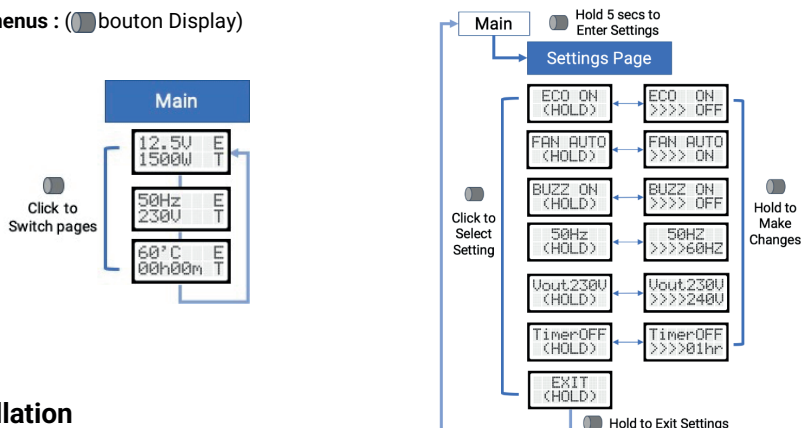 enus : ( bouton Display)
Main
12.5V E
1500W T
50Hz E
230V T
60'C E
00h00m T
Click to
Switch pages
llation
Main
Hold 5 secs to
Enter Settings
Settings Page
ECO ON
(HOLD)
ECO ON
>>>> OFF
FAN AUTO
(HOLD)
FAN AUTO
>>>> ON
BUZZ ON
(HOLD)
BUZZ ON
>>>> OFF
50Hz
(HOLD)
50HZ
>>>>60HZ
Vout230V
(HOLD)
Vout230V
>>>>240V
TimerOFF
(HOLD)
TimerOFF
>>>>01hr
EXIT
(HOLD)
Click to
Select
Setting
Hold to
Make
Changes
Hold to Exit Settings